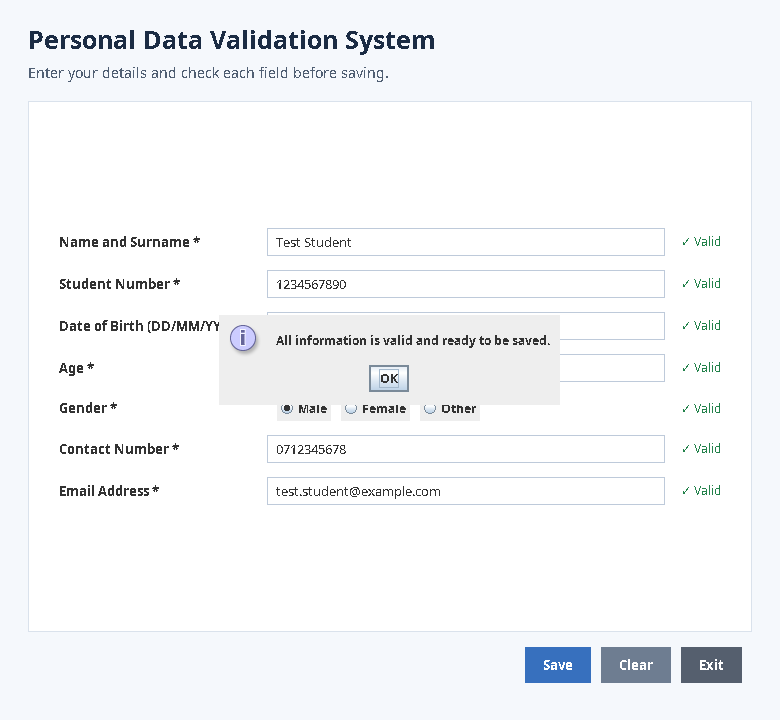 Personal Data Validation System
Enter your details and check each field before saving.
Name and Surname * Test Student ✓ Valid
Student Number * 1234567890 ✓ Valid
Date of Birth (DD/MM/YY ✓ Valid
All information is valid and ready to be saved.
Age * ✓ Valid
OK
Gender * Male Female Other ✓ Valid
Contact Number * 0712345678 ✓ Valid
Email Address * test.student@example.com ✓ Valid
Save Clear Exit